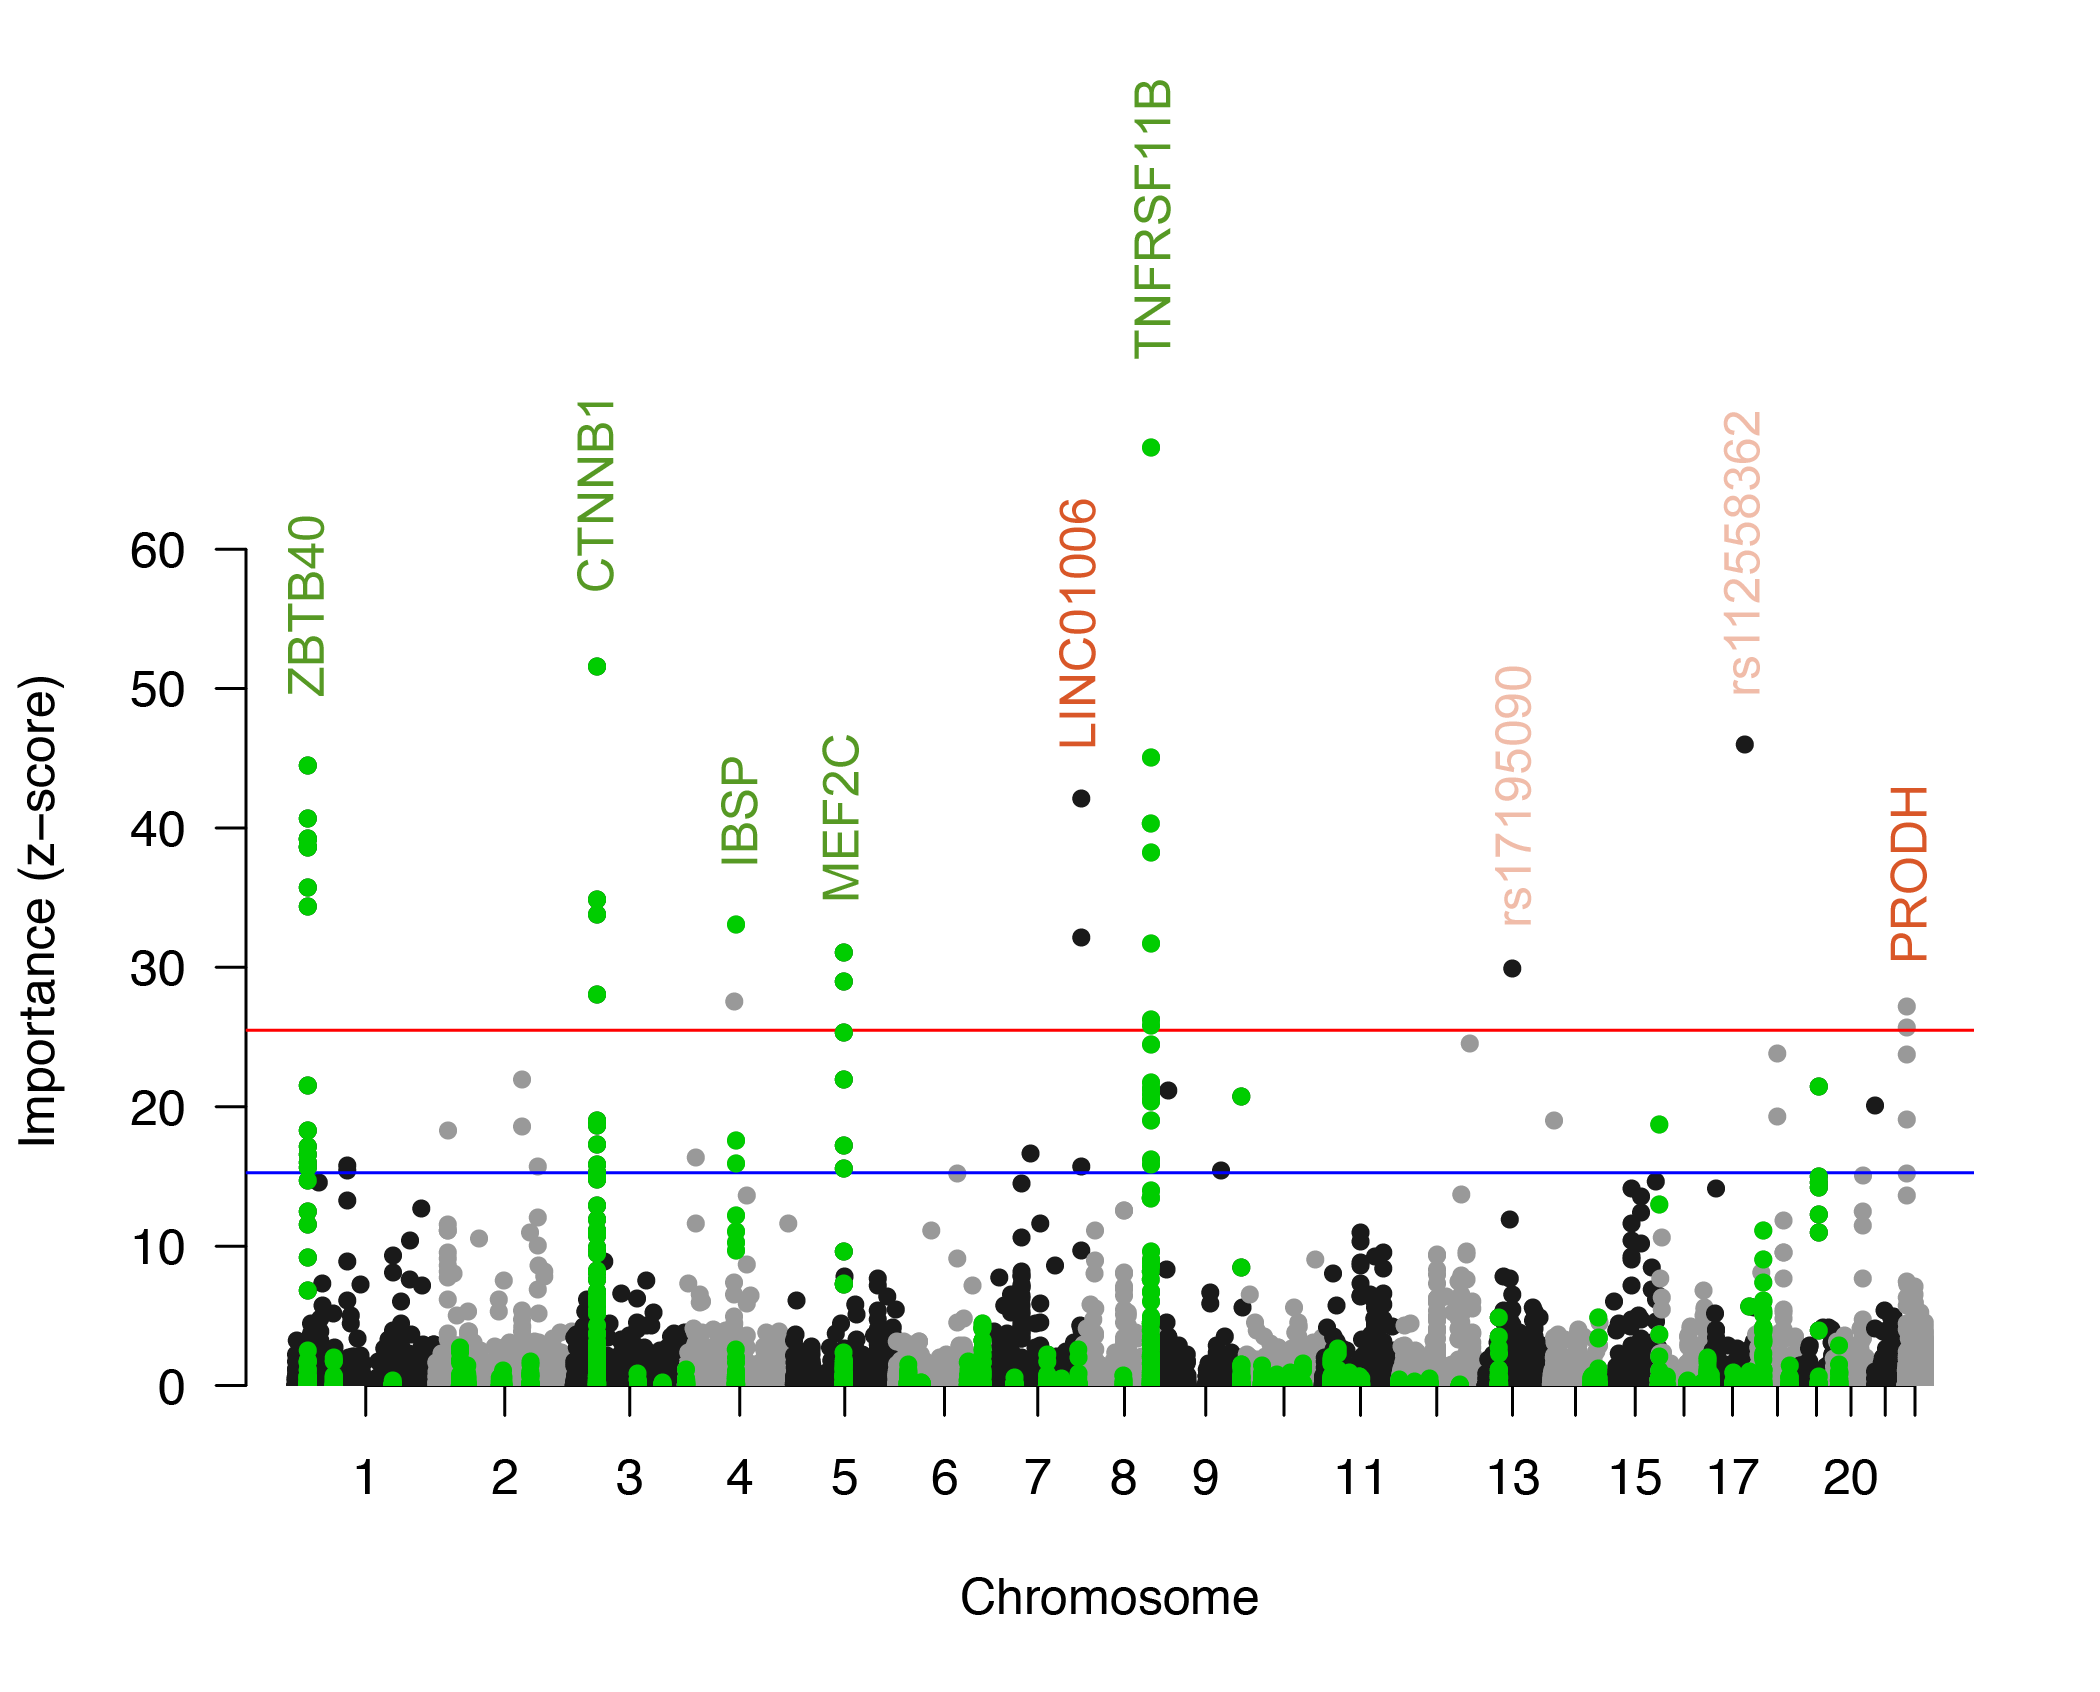 TNFRSF11B
CTNNB1
rs112558362
LINC01006
ZBTB40
rs17195090
MEF2C
IBSP
PRODH
Importance (z−score)
60
50
40
30
20
10
0
1 2 3 4 5 6 7 8 9 11 13 15 17 20
Chromosome